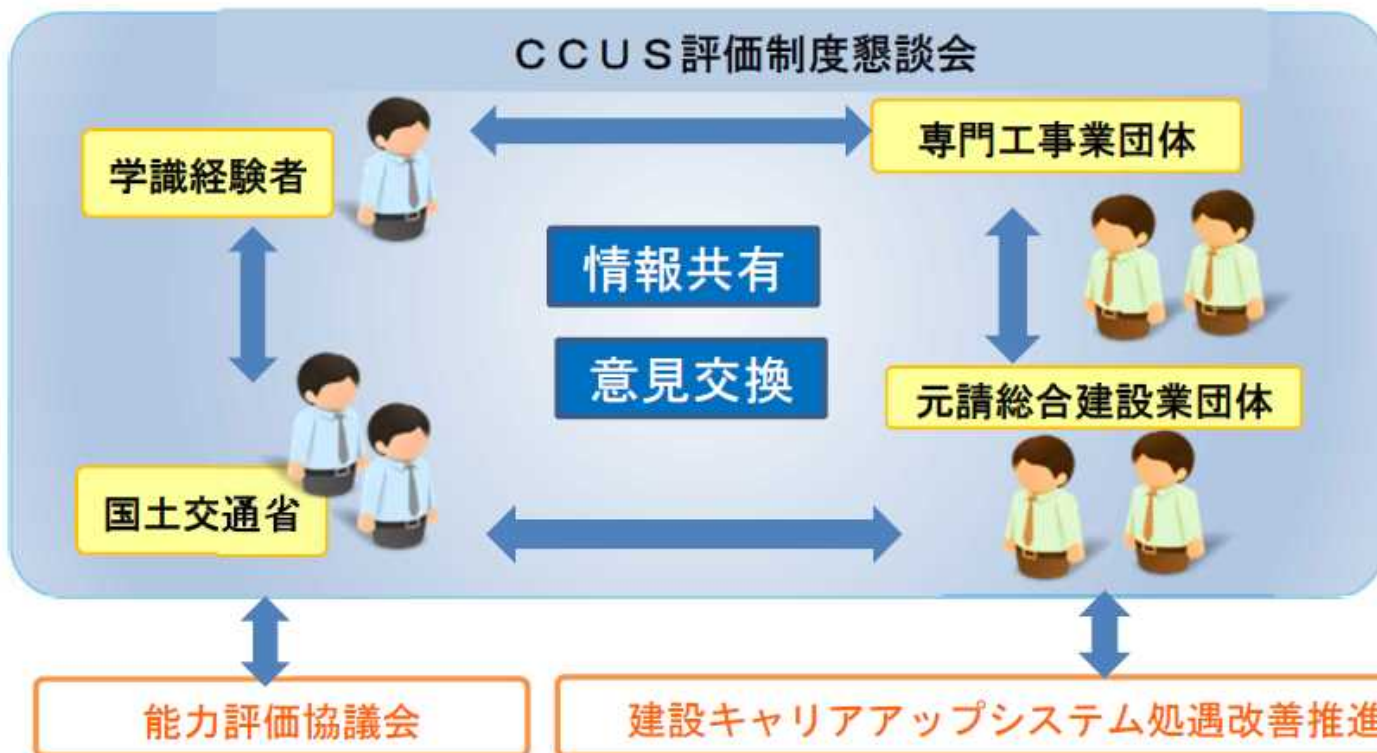 ＣＣＵＳ評価制度懇談会
学識経験者
専門工事業団体
情報共有
意見交換
国土交通省
元請総合建設業団体
能力評価協議会
建設キャリアアップシステム処遇改善推進